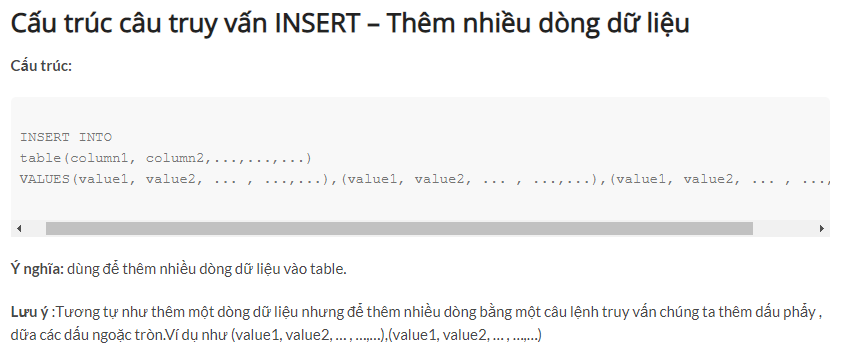 Cấu trúc câu truy vấn INSERT – Thêm nhiều dòng dữ liệu
Cấu trúc:
INSERT INTO
table(column1, column2,...,...,...)
VALUES(value1, value2, ... , ...,...),(value1, value2, ... , ...,...),(value1, value2, ... , ...,
Ý nghĩa: dùng để thêm nhiều dòng dữ liệu vào table.
Lưu ý :Tương tự như thêm một dòng dữ liệu nhưng để thêm nhiều dòng bằng một câu lệnh truy vấn chúng ta thêm dấu phẩy ,
dữa các dấu ngoặc tròn.Ví dụ như (value1, value2, … , …,…),(value1, value2, … , …,…)